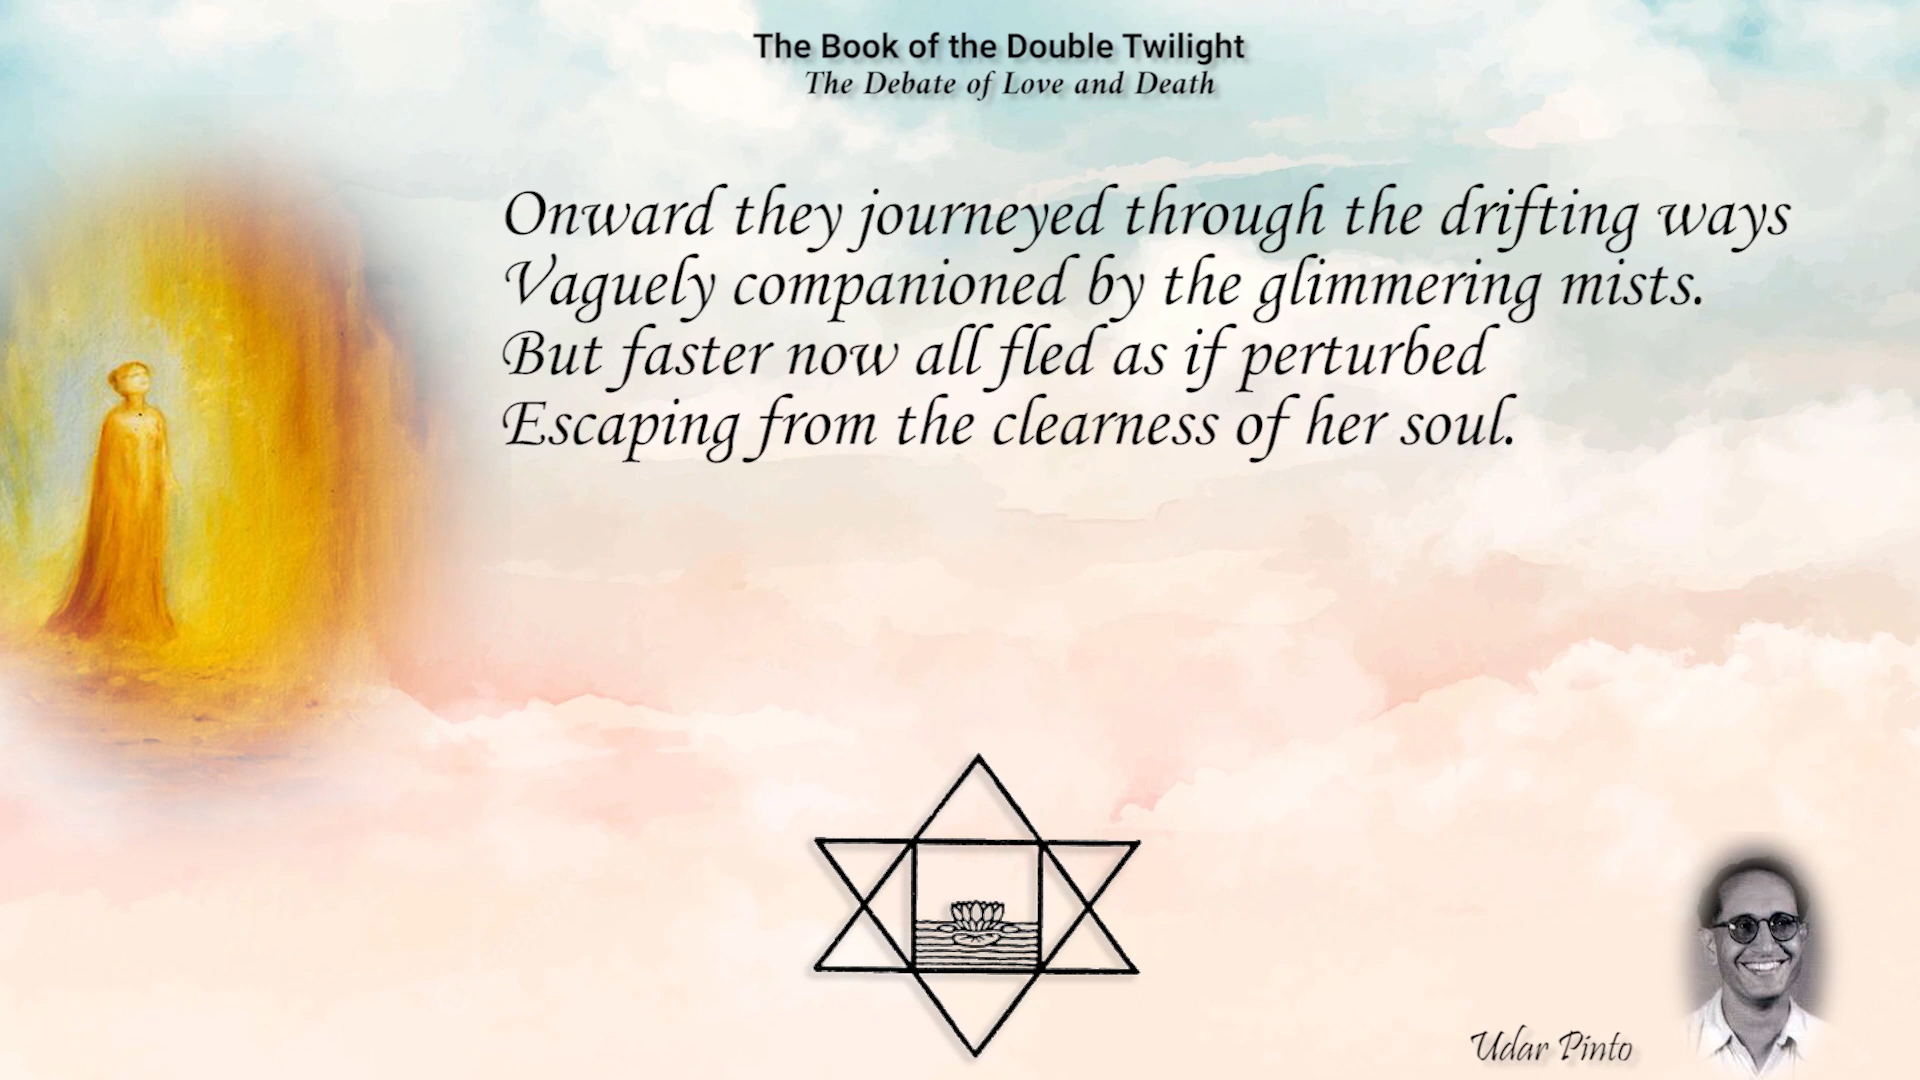 The Book of the Double Twilight
The Debate of Love and Death
Onward they journeyed through the drifting ways
Vaguely companioned by the glimmering mists.
But faster now all fled as if perturbed
Escaping from the clearness of her soul.
Udar Pinto